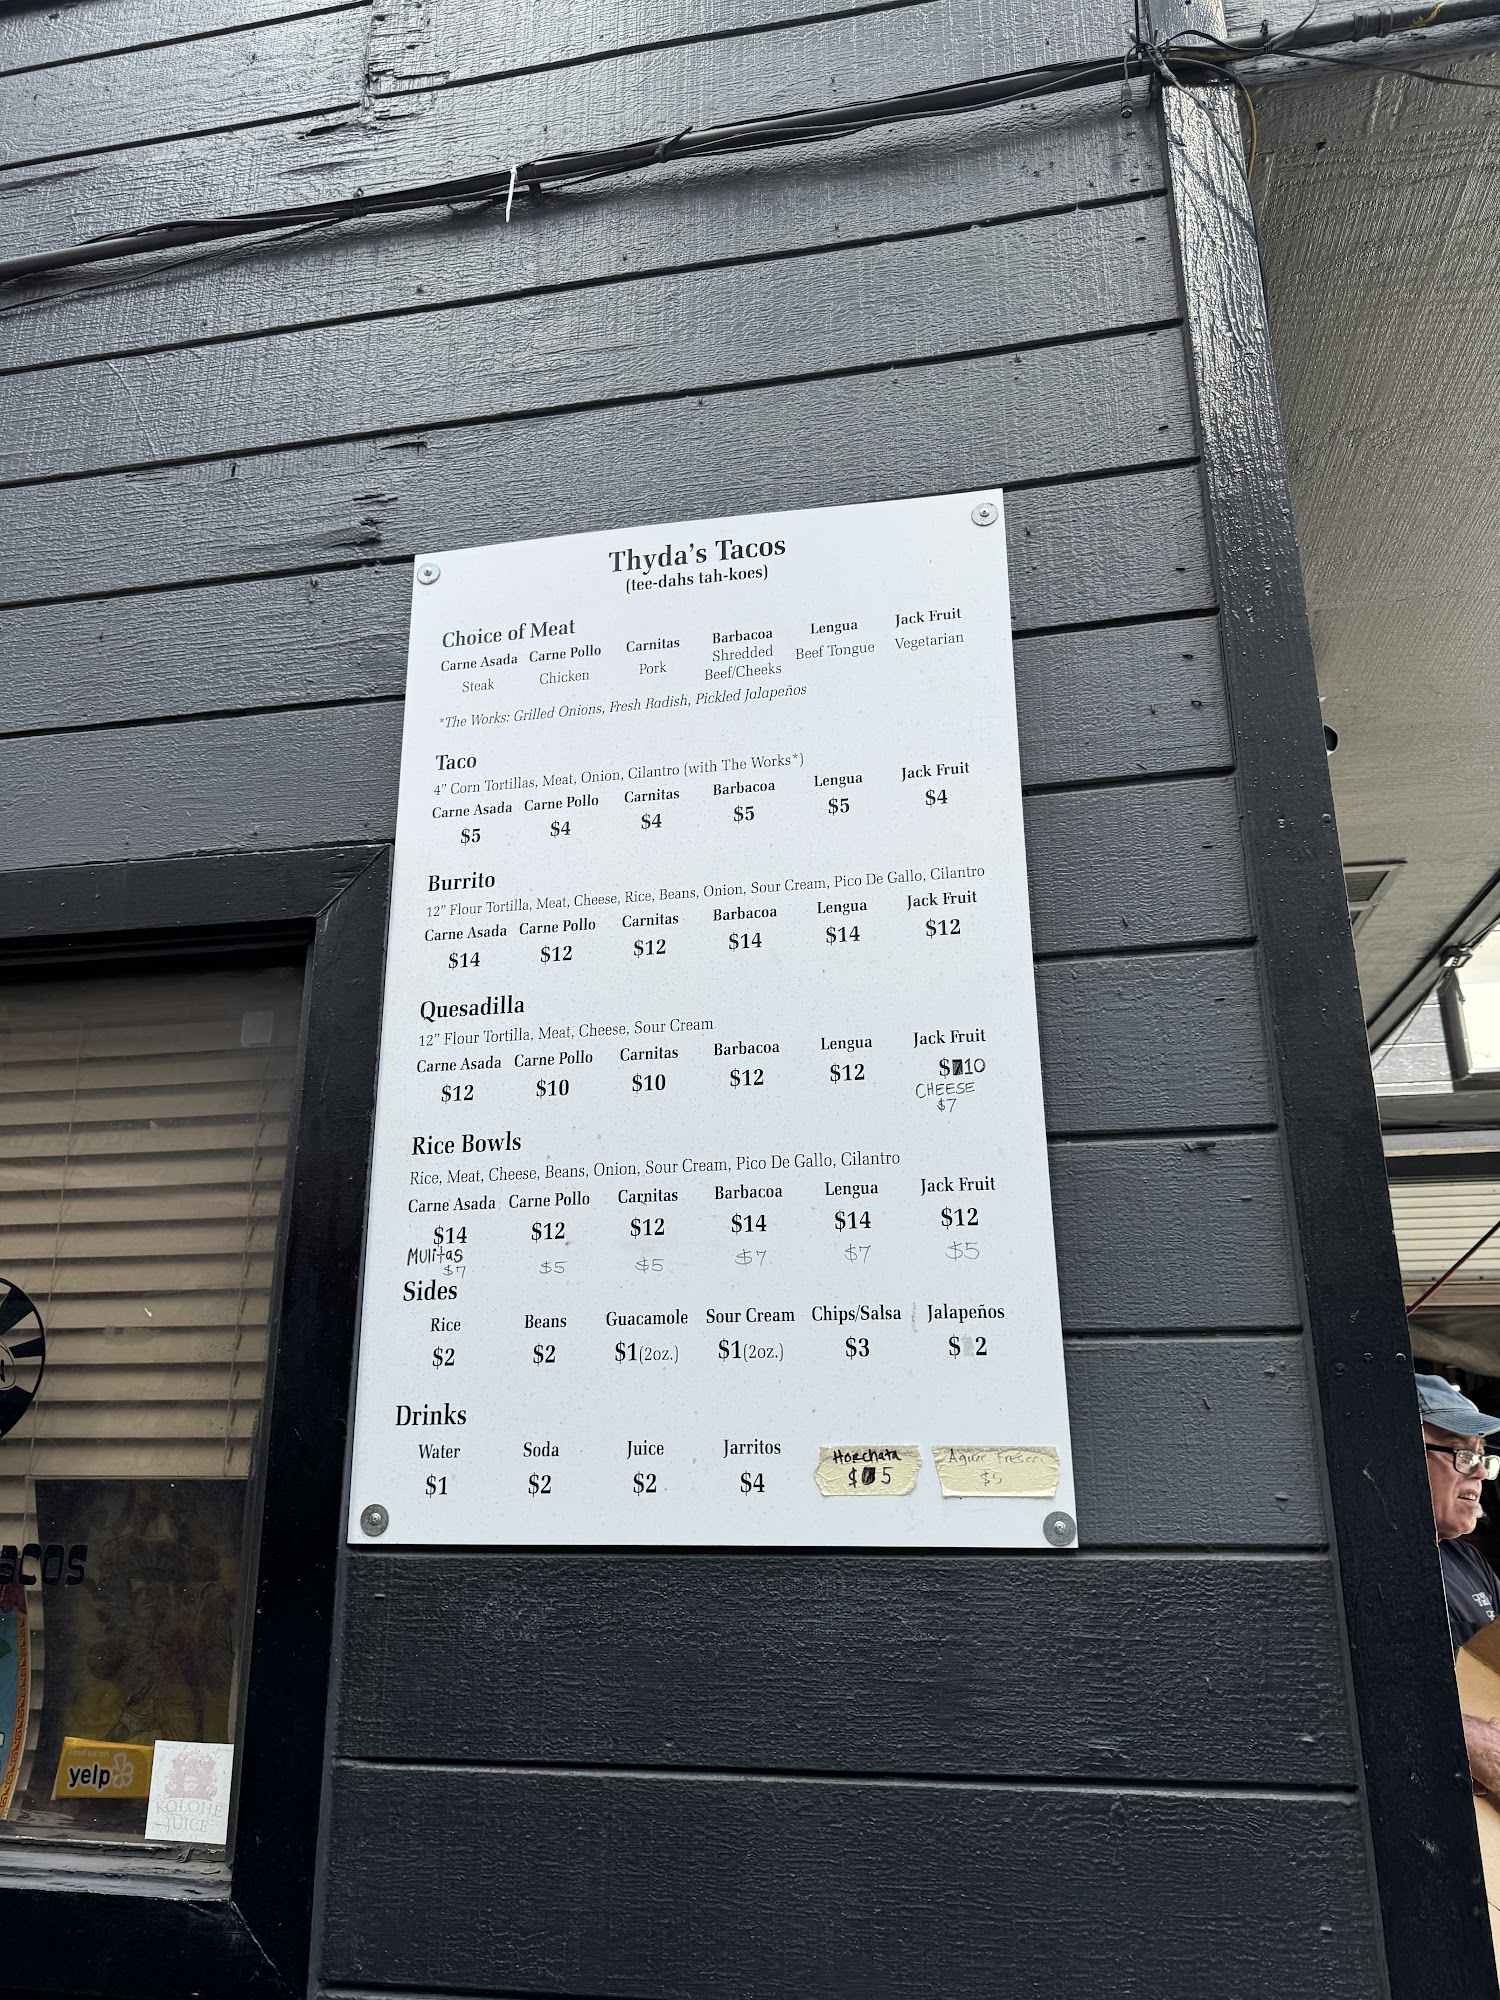 Thyda's Tacos
(tee-dahs tah-koes)
Choice of Meat
Carne Asada Carne Pollo Carnitas Barbacoa Lengua Jack Fruit
Steak Chicken Pork Shredded Beef/Cheeks Beef Tongue Vegetarian
*The Works: Grilled Onions, Fresh Radish, Pickled Jalapeños
Taco
4" Corn Tortillas, Meat, Onion, Cilantro (with The Works*)
Carne Asada Carne Pollo Carnitas Barbacoa Lengua Jack Fruit
$5 $4 $4 $5 $5 $4
Burrito
12" Flour Tortilla, Meat, Cheese, Rice, Beans, Onion, Sour Cream, Pico De Gallo, Cilantro
Carne Asada Carne Pollo Carnitas Barbacoa Lengua Jack Fruit
$14 $12 $12 $14 $14 $12
Quesadilla
12" Flour Tortilla, Meat, Cheese, Sour Cream
Carne Asada Carne Pollo Carnitas Barbacoa Lengua Jack Fruit
$12 $10 $10 $12 $12 $10
CHEESE
$7
Rice Bowls
Rice, Meat, Cheese, Beans, Onion, Sour Cream, Pico De Gallo, Cilantro
Carne Asada Carne Pollo Carnitas Barbacoa Lengua Jack Fruit
$14 $12 $12 $14 $14 $12
Mulitas
$7 $5 $5 $7 $7 $5
Sides
Rice Beans Guacamole Sour Cream Chips/Salsa Jalapeños
$2 $2 $1(2oz.) $1(2oz.) $3 $2
Drinks
Water Soda Juice Jarritos Horchata Agua Fresca
$1 $2 $2 $4 $5 $5
acos
Find us on
yelp
KOLOHE
JUICE